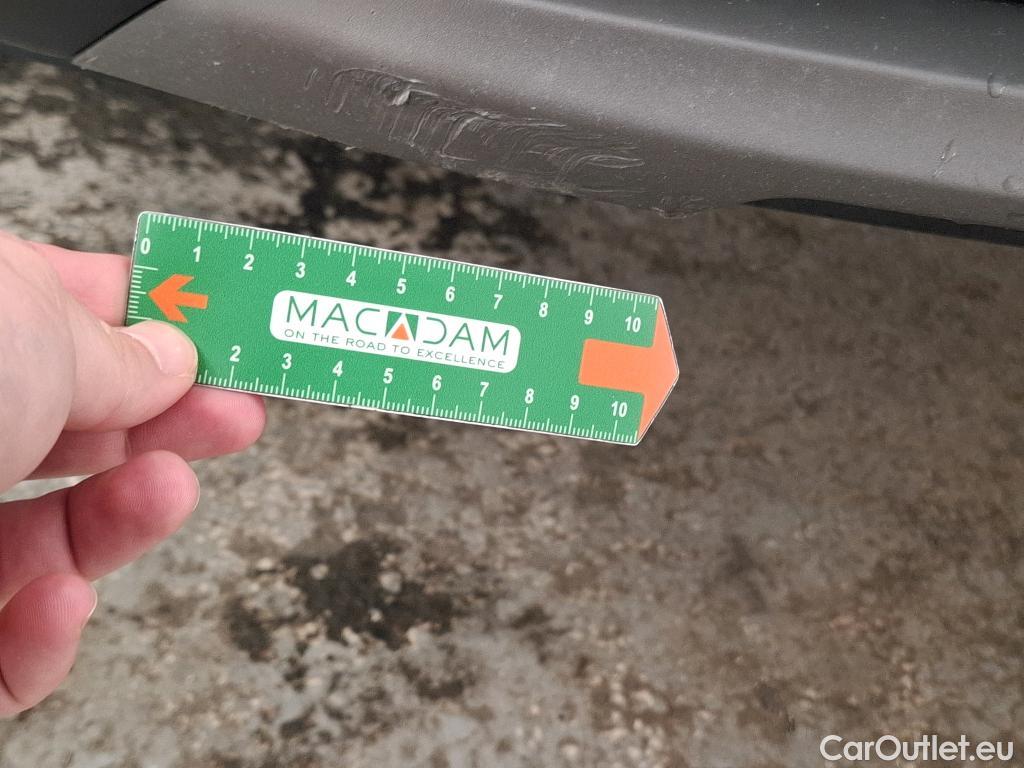 0 1 2 3 4 5 6 7 8 9 10
MACADAM
ON THE ROAD TO EXCELLENCE
2 3 4 5 6 7 8 9 10
CarOutlet.eu